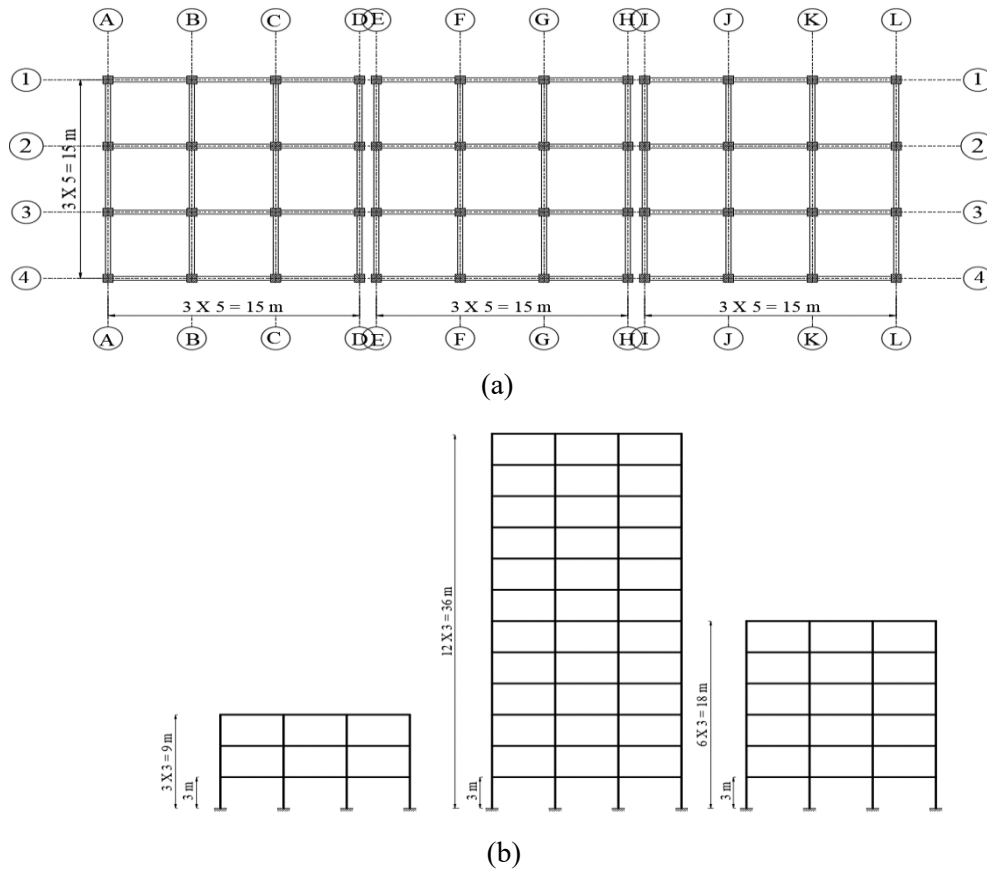 A B C D E F G H I J K L
1 1
2 2
3 3
4 4
3 X 5 = 15 m
3 X 5 = 15 m 3 X 5 = 15 m 3 X 5 = 15 m
A B C D E F G H I J K L
(a)
12 X 3 = 36 m
6 X 3 = 18 m
3 X 3 = 9 m
3 m 3 m 3 m
(b)